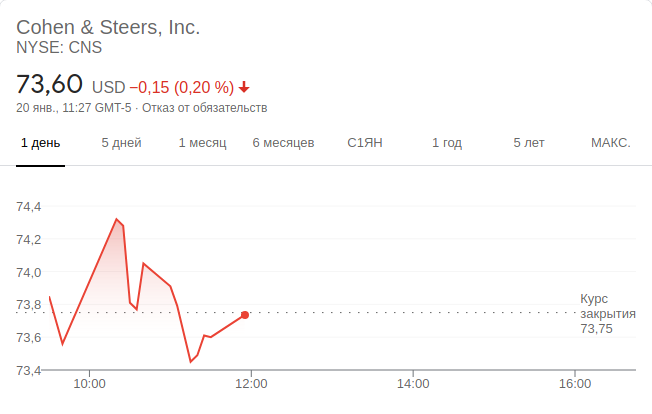 Cohen & Steers, Inc.
NYSE: CNS
73,60 USD −0,15 (0,20 %)
20 янв., 11:27 GMT-5 · Отказ от обязательств
1 день 5 дней 1 месяц 6 месяцев С1ЯН 1 год 5 лет МАКС.
74,4
74,2
74,0
73,8
73,6
73,4
Курс
закрытия
73,75
10:00 12:00 14:00 16:00